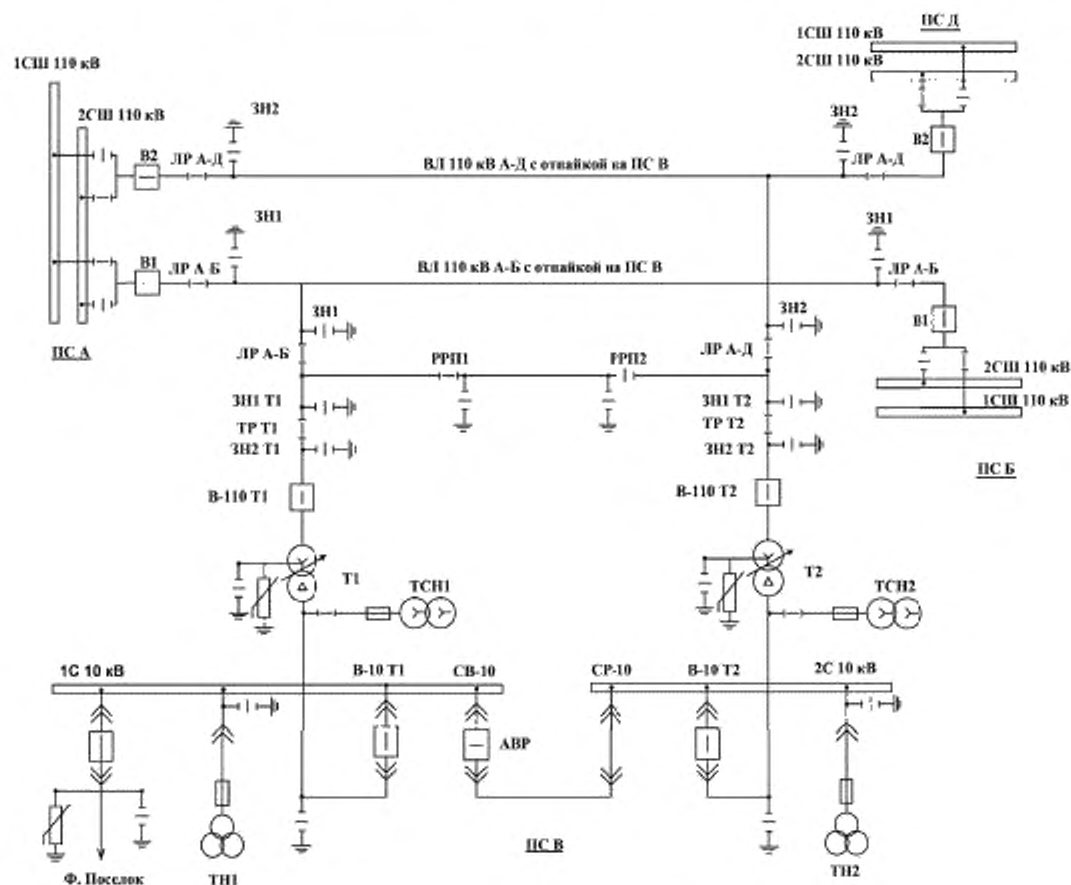 ПС Д
1СШ 110 кВ
2СШ 110 кВ
1СШ 110 кВ
2СШ 110 кВ
ЗН2
ЗН2
В2
ЛР А-Д
ВЛ 110 кВ А-Д с отпайкой на ПС В
ЛР А-Д
В2
ЗН1
ЗН1
В1
ЛР А Б
ВЛ 110 кВ А-Б с отпайкой на ПС В
ЛР А-Б
ПС А
ЗН1
ЗН2
В1
ЛР А-Б
РРП1
РРП2
ЛР А-Д
2СШ 110 кВ
1СШ 110 кВ
ЗН1 Т1
ЗН1 Т2
ТР Т1
ТР Т2
ЗН2 Т1
ЗН2 Т2
ПС Б
В-110 Т1
В-110 Т2
Т1
Т2
ТСН1
ТСН2
1С 10 кВ
В-10 Т1
СВ-10
СР-10
В-10 Т2
2С 10 кВ
АВР
ПС В
Ф. Поселок
ТН1
ТН2